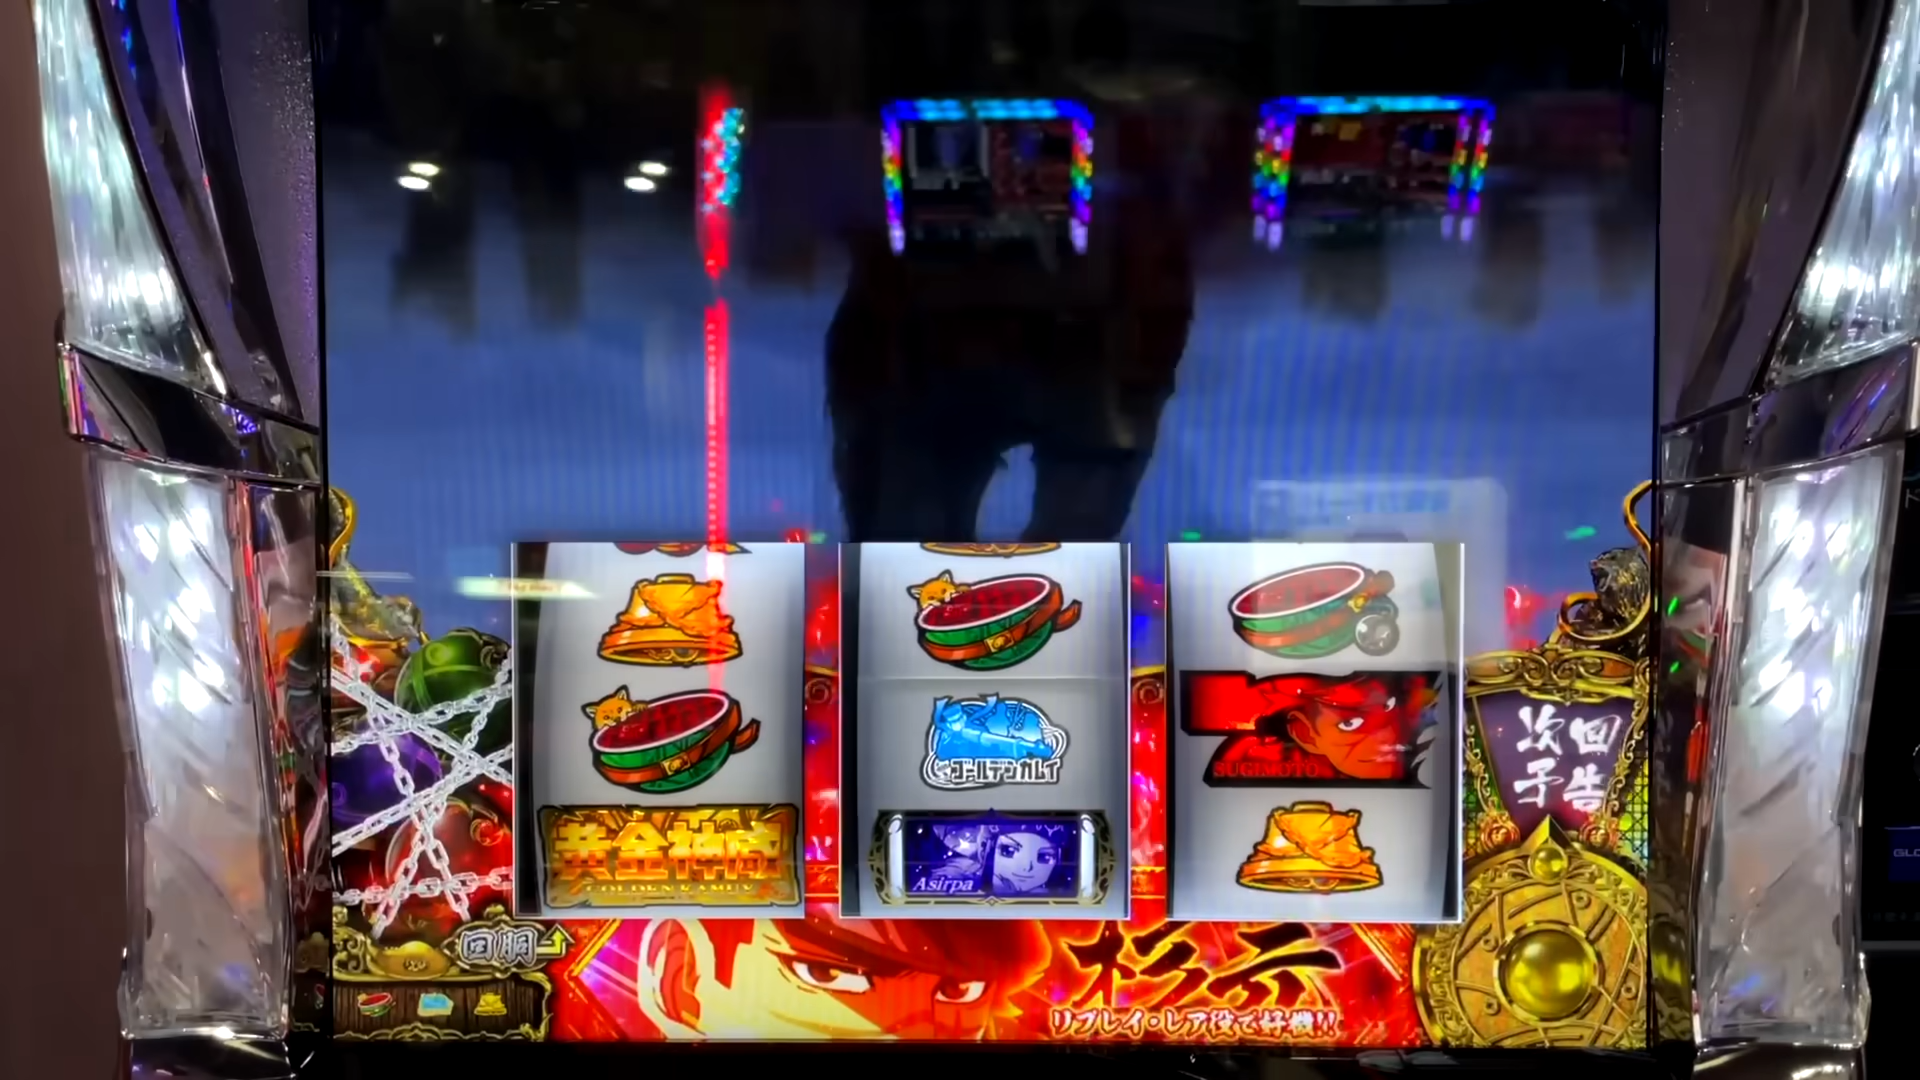 SUGIMOTO
ゴールデンカムイ
次回
予告
黄金神威
GOLDEN KAMUY
Asirpa
回胴
杉元
リプレイ・レア役で好機!!